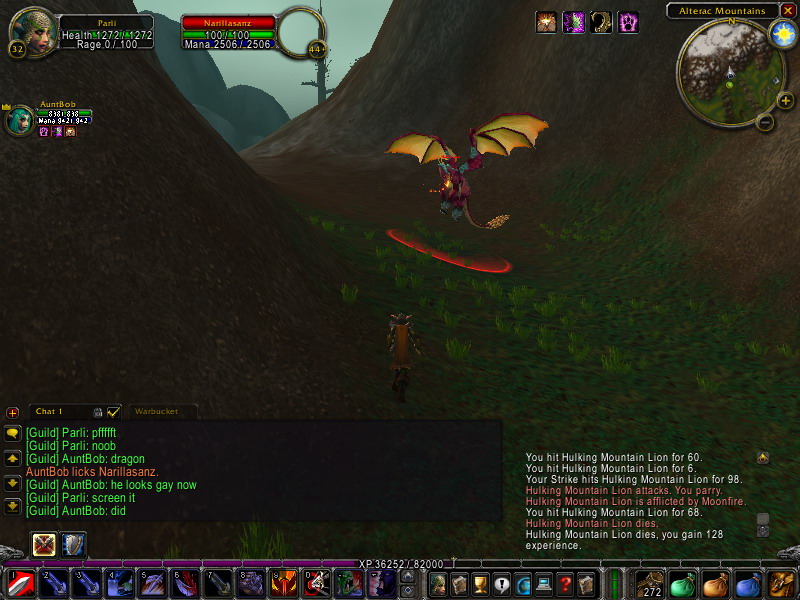 Parli
Health 1272 / 1272
Rage 0 / 100
32
Narillasanz
100 / 100
Mana 2506 / 2506
44+
Alterac Mountains
N
AuntBob
838 / 838
Mana 942 / 942
Chat 1
Warbucket
[Guild] Parli: pffffft
[Guild] Parli: noob
[Guild] AuntBob: dragon
AuntBob licks Narillasanz.
[Guild] AuntBob: he looks gay now
[Guild] Parli: screen it
[Guild] AuntBob: did
You hit Hulking Mountain Lion for 60.
You hit Hulking Mountain Lion for 6.
Your Strike hits Hulking Mountain Lion for 98.
Hulking Mountain Lion attacks. You parry.
Hulking Mountain Lion is afflicted by Moonfire.
You hit Hulking Mountain Lion for 68.
Hulking Mountain Lion dies.
Hulking Mountain Lion dies, you gain 128
experience.
XP 36252 / 82000
272